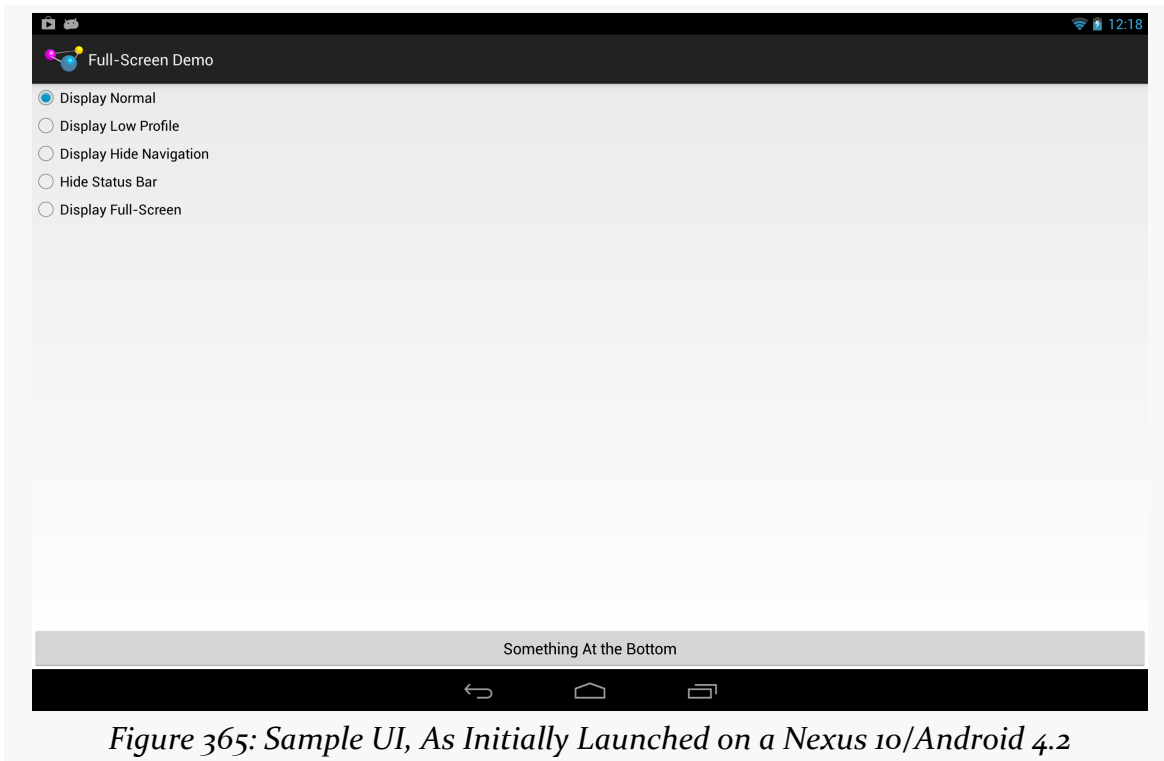 12:18
Full-Screen Demo
Display Normal
Display Low Profile
Display Hide Navigation
Hide Status Bar
Display Full-Screen
Something At the Bottom
Figure 365: Sample UI, As Initially Launched on a Nexus 10/Android 4.2